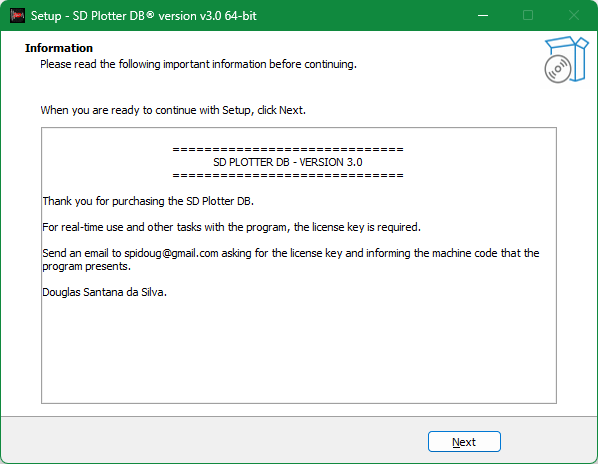 Setup - SD Plotter DB® version v3.0 64-bit
Information
Please read the following important information before continuing.
When you are ready to continue with Setup, click Next.
==============================
SD PLOTTER DB - VERSION 3.0
==============================
Thank you for purchasing the SD Plotter DB.
For real-time use and other tasks with the program, the license key is required.
Send an email to spidoug@gmail.com asking for the license key and informing the machine code that the
program presents.
Douglas Santana da Silva.
Next